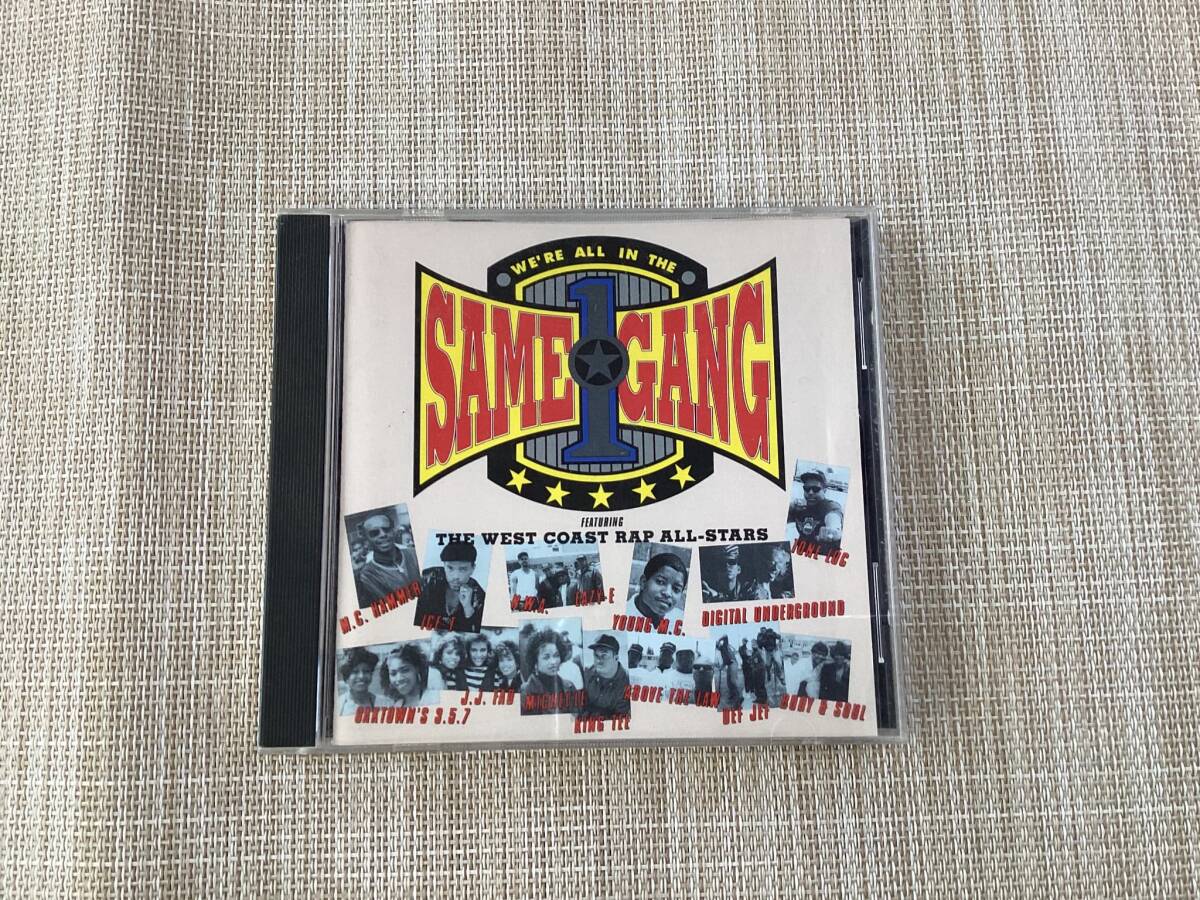 WE'RE ALL IN THE
SAME 1 GANG
FEATURING
THE WEST COAST RAP ALL-STARS
TONE LOC
M.C. HAMMER
ICE T
N.W.A.
EAZY-E
YOUNG M.C.
DIGITAL UNDERGROUND
OAKTOWN'S 3.5.7
J.J. FAD
MICHEL'LE
KING TEE
ABOVE THE LAW
DEF JEF
BODY & SOUL